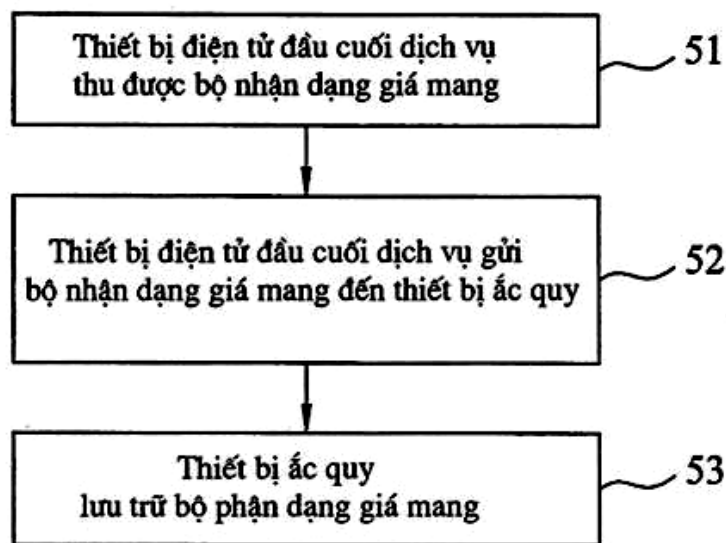 Thiết bị điện tử đầu cuối dịch vụ
thu được bộ nhận dạng giá mang
51
Thiết bị điện tử đầu cuối dịch vụ gửi
bộ nhận dạng giá mang đến thiết bị ắc quy
52
Thiết bị ắc quy
lưu trữ bộ phận dạng giá mang
53